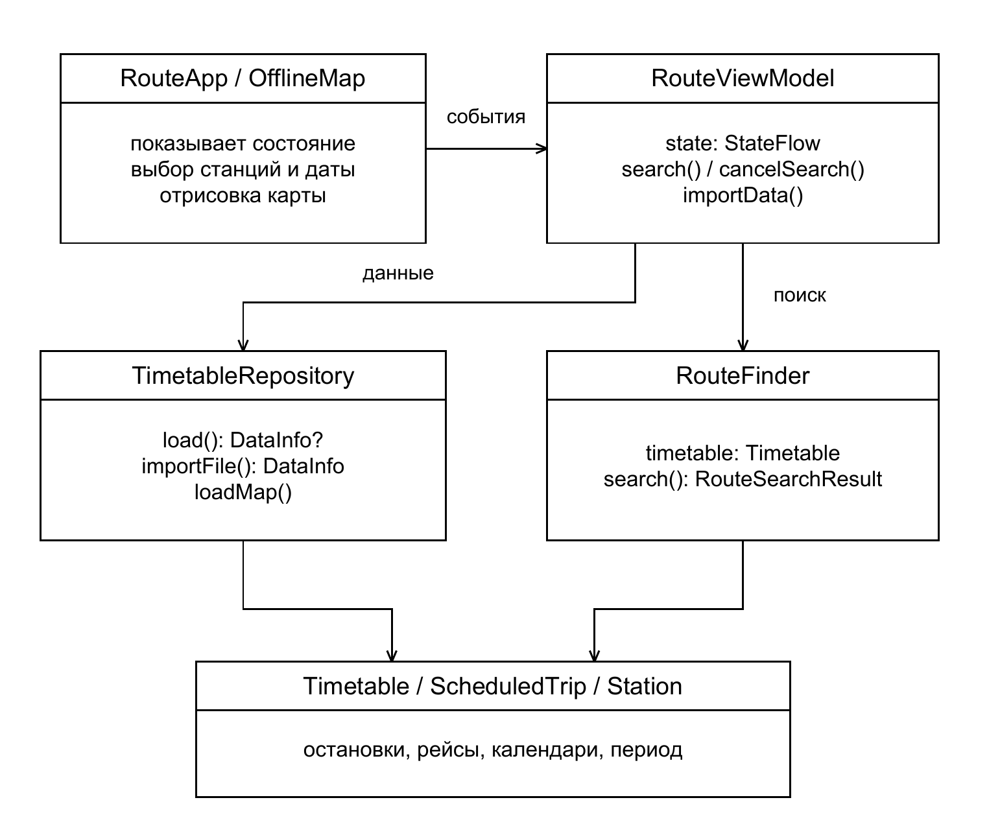 RouteApp / OfflineMap
показывает состояние
выбор станций и даты
отрисовка карты
события
RouteViewModel
state: StateFlow
search() / cancelSearch()
importData()
данные
поиск
TimetableRepository
load(): DataInfo?
importFile(): DataInfo
loadMap()
RouteFinder
timetable: Timetable
search(): RouteSearchResult
Timetable / ScheduledTrip / Station
остановки, рейсы, календари, период